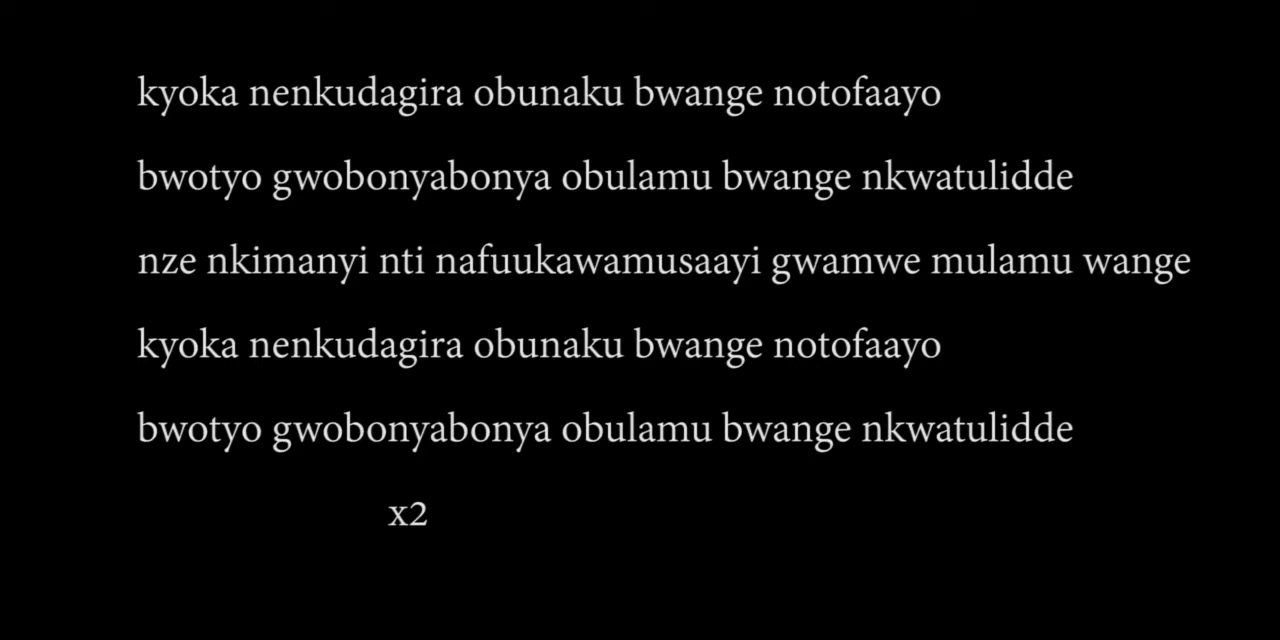 kyoka nenkudagira obunaku bwange notofaayo
bwotyo gwobonyabonya obulamu bwange nkwatulidde
nze nkimanyi nti nafuukawamusaayi gwamwe mulamu wange
kyoka nenkudagira obunaku bwange notofaayo
bwotyo gwobonyabonya obulamu bwange nkwatulidde
x2